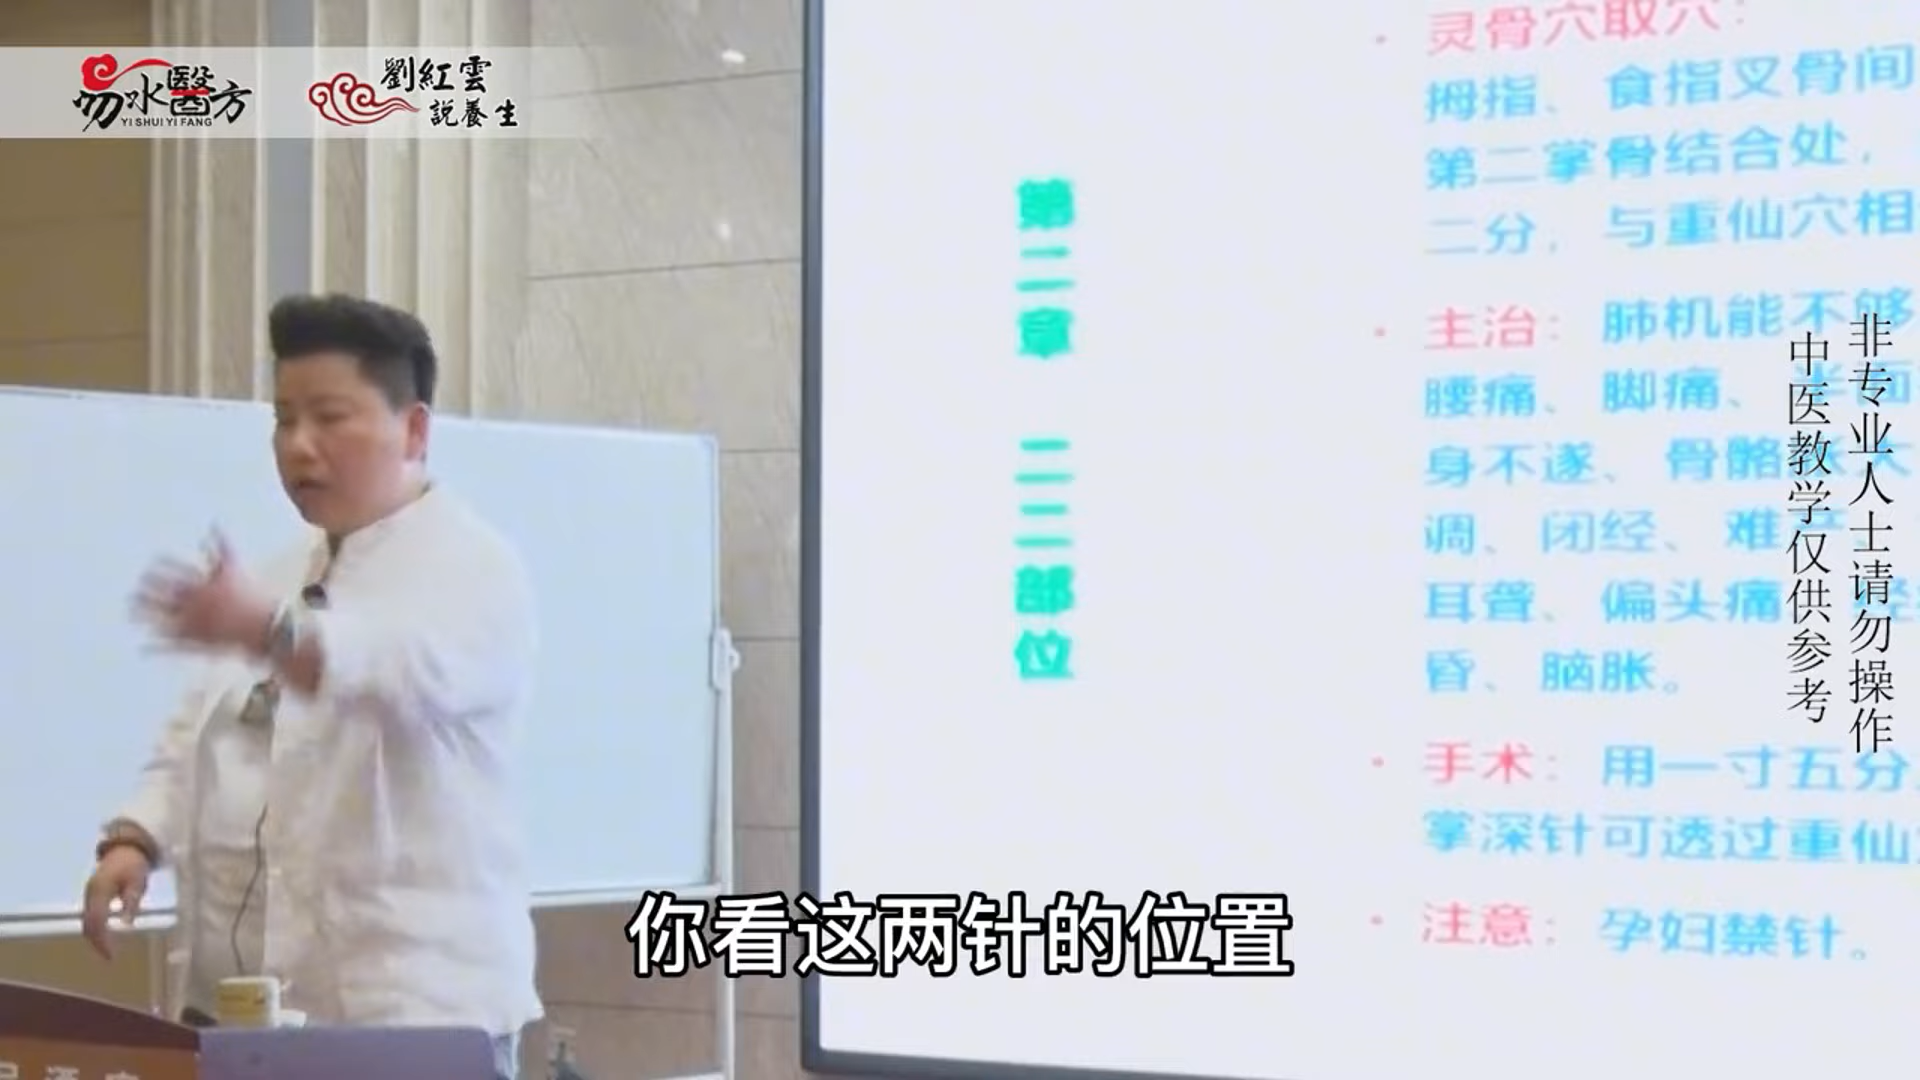 易水醫方
YI SHUI YI FANG
劉紅雲
説養生
第二章 二二部位
灵骨穴取穴：
拇指、食指叉骨间
第二掌骨结合处，
二分，与重仙穴相
主治：肺机能不够
腰痛、脚痛、半面
身不遂、骨骼胀大
调、闭经、难
耳聋、偏头痛
昏、脑胀。
手术：用一寸五分
掌深针可透过重仙
注意：孕妇禁针。
非专业人士请勿操作
中医教学仅供参考
你看这两针的位置